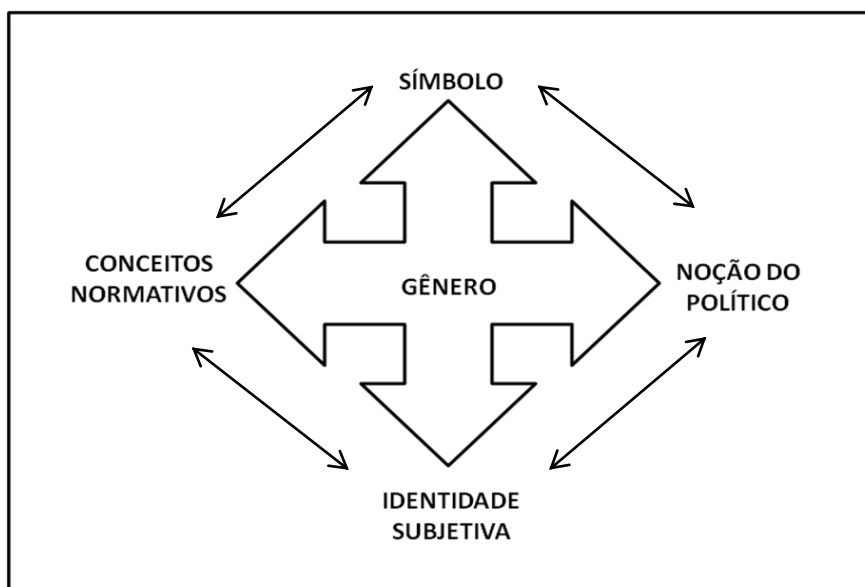 SÍMBOLO
CONCEITOS
NORMATIVOS
GÊNERO
NOÇÃO DO
POLÍTICO
IDENTIDADE
SUBJETIVA